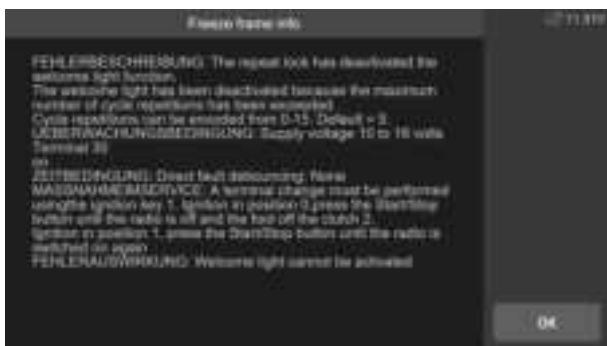 Freeze frame info
11.91V
FEHLERBESCHREIBUNG: The repeat lock has deactivated the
welcome light function.
The welcome light has been deactivated because the maximum
number of cycle repetitions has been exceeded.
Cycle repetitions can be encoded from 0-15. Default = 3.
UEBERWACHUNGSBEDINGUNG: Supply voltage 10 to 16 volts
Terminal 30
on
ZEITBEDINGUNG: Direct fault debouncing: None
MASSNAHMEIMSERVICE: A terminal change must be performed
usingthe ignition key 1. Ignition in position 0,press the Start/Stop
button until the radio is off and the foot off the clutch 2.
Ignition in position 1, press the Start/Stop button until the radio is
switched on again
FEHLERAUSWIRKUNG: Welcome light cannot be activated
OK